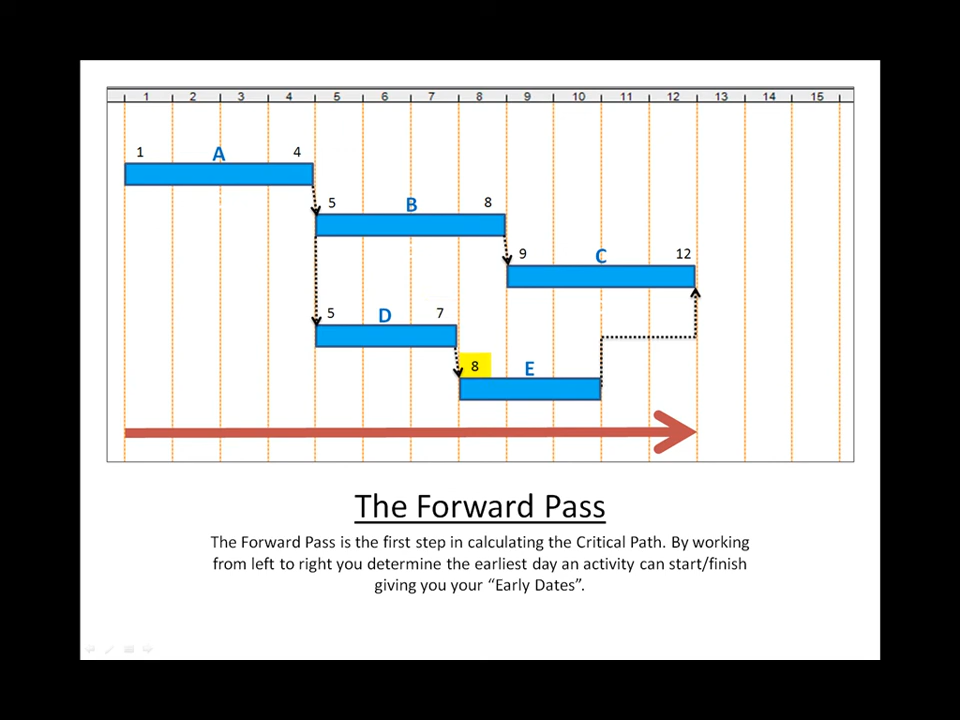 1 2 3 4 5 6 7 8 9 10 11 12 13 14 15
1 A 4
5 B 8
9 C 12
5 D 7
8 E
The Forward Pass
The Forward Pass is the first step in calculating the Critical Path. By working
from left to right you determine the earliest day an activity can start/finish
giving you your “Early Dates”.